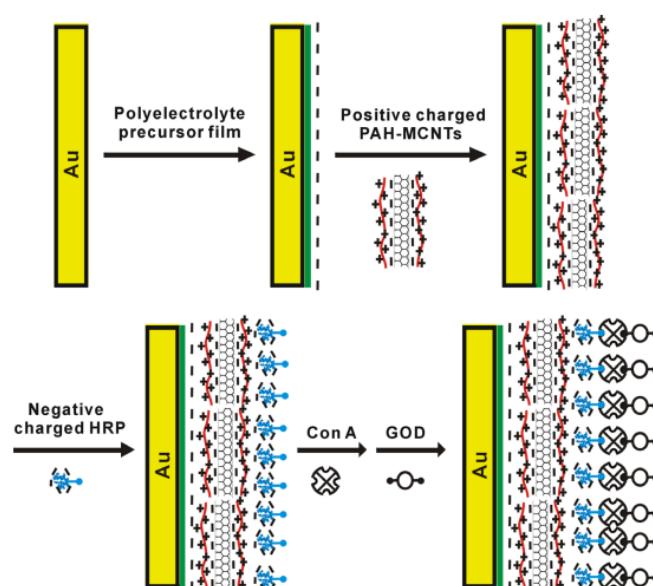 Au
Polyelectrolyte
precursor film
Au
Positive charged
PAH-MCNTs
Au
Negative
charged HRP
Au
Con A
GOD
Au